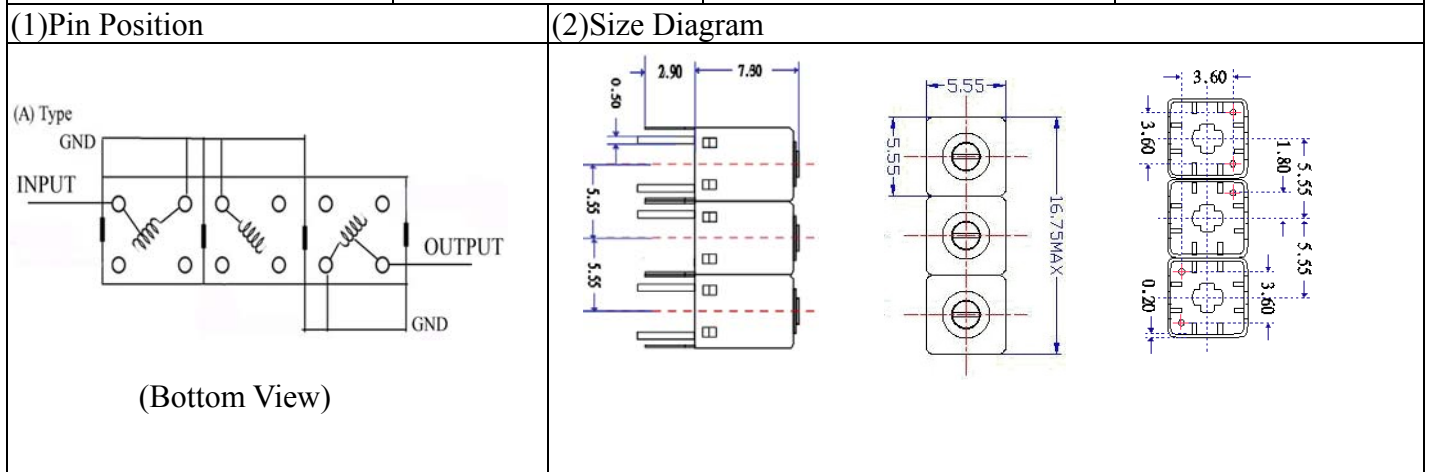 (1)Pin Position
(2)Size Diagram
(A) Type
GND
INPUT
OUTPUT
GND
(Bottom View)
2.90
7.30
0.50
5.55
5.55
5.55
5.55
16.75MAX
3.60
3.60
1.80
5.55
5.55
3.60
0.20